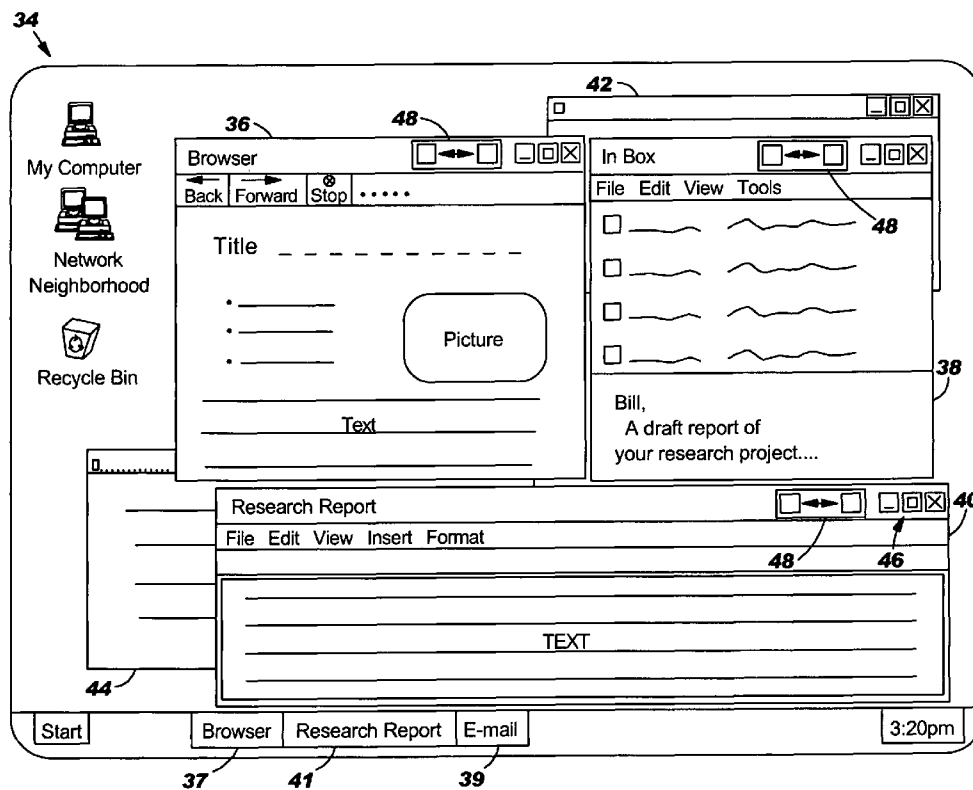 34
42
36
48
My Computer
Browser
In Box
Back Forward Stop
File Edit View Tools
48
Network
Neighborhood
Title
Picture
Recycle Bin
38
Bill,
A draft report of
your research project....
Text
Research Report
40
File Edit View Insert Format
48
46
TEXT
44
Start
Browser
Research Report
E-mail
3:20pm
37
41
39